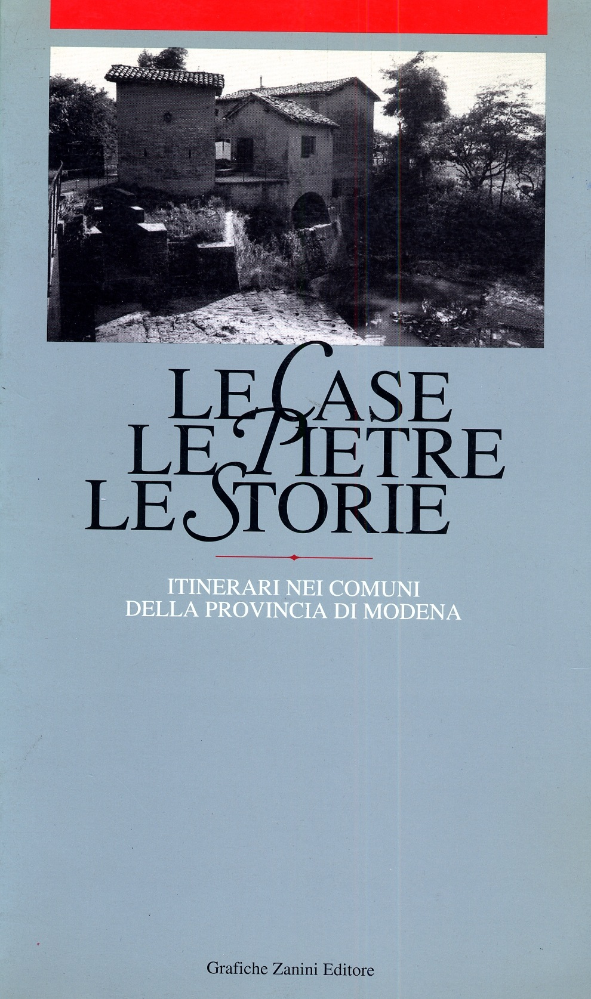 LE CASE
LE PIETRE
LE STORIE
ITINERARI NEI COMUNI
DELLA PROVINCIA DI MODENA
Grafiche Zanini Editore